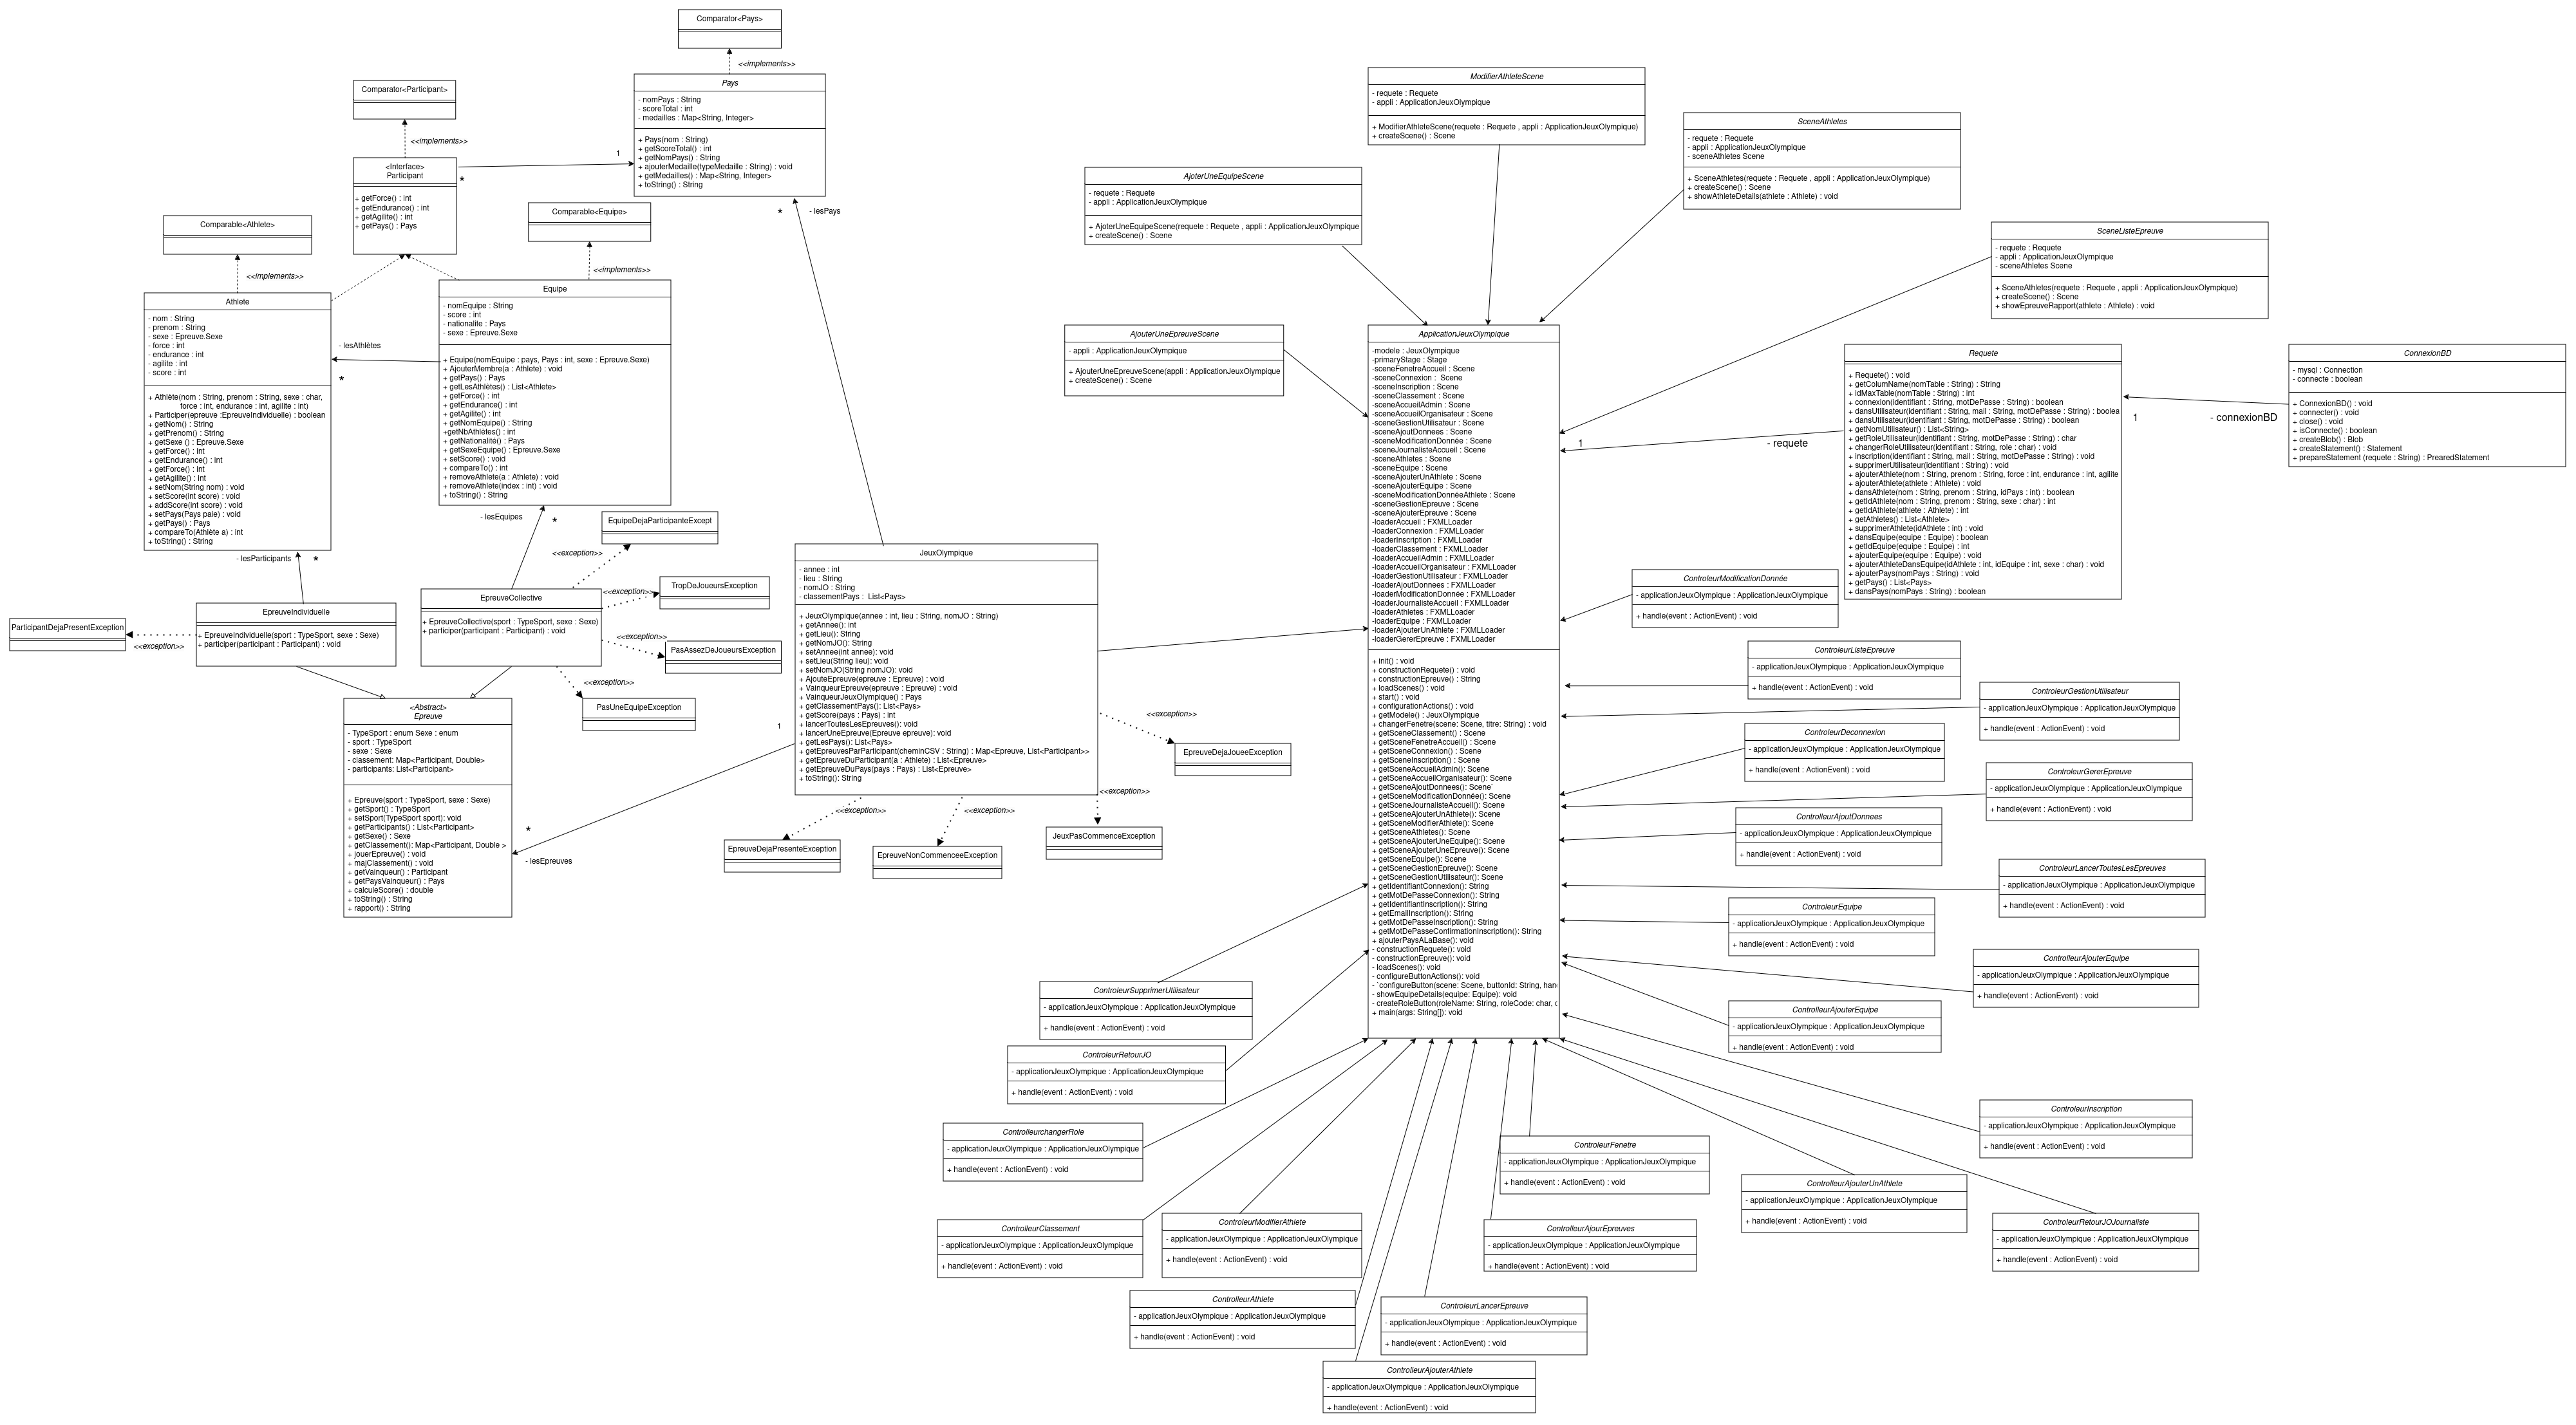 Comparator<Pays>
<<implements>>
Pays
- nomPays : String
- scoreTotal : int
- medailles : Map<String, Integer>
+ Pays(nom : String)
+ getScoreTotal() : int
+ getNomPays() : String
+ ajouterMedaille(typeMedaille : String) : void
+ getMedailles() : Map<String, Integer>
+ toString() : String
Comparator<Participant>
<<implements>>
<Interface>
Participant
+ getForce() : int
+ getEndurance() : int
+ getAgilite() : int
+ getPays() : Pays
1
*
*
- lesPays
Comparable<Athlete>
<<implements>>
Comparable<Equipe>
<<implements>>
Athlete
- nom : String
- prenom : String
- sexe : Epreuve.Sexe
- force : int
- endurance : int
- agilite : int
- score : int
+ Athlète(nom : String, prenom : String, sexe : char,
force : int, endurance : int, agilite : int)
+ Participer(epreuve :EpreuveIndividuelle) : boolean
+ getNom() : String
+ getPrenom() : String
+ getSexe () : Epreuve.Sexe
+ getForce() : int
+ getEndurance() : int
+ getForce() : int
+ getAgilite() : int
+ setNom(String nom) : void
+ setScore(int score) : void
+ addScore(int score) : void
+ setPays(Pays paie) : void
+ getPays() : Pays
+ compareTo(Athlète a) : int
+ toString() : String
- lesAthlètes
*
Equipe
- nomEquipe : String
- score : int
- nationalite : Pays
- sexe : Epreuve.Sexe
+ Equipe(nomEquipe : pays, Pays : int, sexe : Epreuve.Sexe)
+ AjouterMembre(a : Athlete) : void
+ getPays() : Pays
+ getLesAthlètes() : List<Athlete>
+ getForce() : int
+ getEndurance() : int
+ getAgilite() : int
+ getNomEquipe() : String
+getNbAthlètes() : int
+ getNationalité() : Pays
+ getSexeEquipe() : Epreuve.Sexe
+ setScore() : void
+ compareTo() : int
+ removeAthlete(a : Athlete) : void
+ removeAthlete(index : int) : void
+ toString() : String
- lesEquipes
*
- lesParticipants
*
EquipeDejaParticipanteExcept
<<exception>>
TropDeJoueursException
<<exception>>
PasAssezDeJoueursException
<<exception>>
PasUneEquipeException
<<exception>>
ParticipantDejaPresentException
<<exception>>
EpreuveIndividuelle
+ EpreuveIndividuelle(sport : TypeSport, sexe : Sexe)
+ participer(participant : Participant) : void
EpreuveCollective
+ EpreuveCollective(sport : TypeSport, sexe : Sexe)
+ participer(participant : Participant) : void
<Abstract>
Epreuve
- TypeSport : enum Sexe : enum
- sport : TypeSport
- sexe : Sexe
- classement: Map<Participant, Double>
- participants: List<Participant>
+ Epreuve(sport : TypeSport, sexe : Sexe)
+ getSport() : TypeSport
+ setSport(TypeSport sport): void
+ getParticipants() : List<Participant>
+ getSexe() : Sexe
+ getClassement(): Map<Participant, Double >
+ jouerEpreuve() : void
+ majClassement() : void
+ getVainqueur() : Participant
+ getPaysVainqueur() : Pays
+ calculeScore() : double
+ toString() : String
+ rapport() : String
1
*
- lesEpreuves
JeuxOlympique
- annee : int
- lieu : String
- nomJO : String
- classementPays :  List<Pays>
+ JeuxOlympique(annee : int, lieu : String, nomJO : String)
+ getAnnee(): int
+ getLieu(): String
+ getNomJO(): String
+ setAnnee(int annee): void
+ setLieu(String lieu): void
+ setNomJO(String nomJO): void
+ AjouteEpreuve(epreuve : Epreuve) : void
+ VainqueurEpreuve(epreuve : Epreuve) : void
+ VainqueurJeuxOlympique() : Pays
+ getClassementPays(): List<Pays>
+ getScore(pays : Pays) : int
+ lancerToutesLesEpreuves(): void
+ lancerUneEpreuve(Epreuve epreuve): void
+ getLesPays(): List<Pays>
+ getEpreuvesParParticipant(cheminCSV : String) : Map<Epreuve, List<Participant>>
+ getEpreuveDuParticipant(a : Athlete) : List<Epreuve>
+ getEpreuveDuPays(pays : Pays) : List<Epreuve>
+ toString(): String
<<exception>>
EpreuveDejaJoueeException
<<exception>>
JeuxPasCommenceException
<<exception>>
EpreuveNonCommenceeException
<<exception>>
EpreuveDejaPresenteException
ModifierAthleteScene
- requete : Requete
- appli : ApplicationJeuxOlympique
+ ModifierAthleteScene(requete : Requete , appli : ApplicationJeuxOlympique)
+ createScene() : Scene
SceneAthletes
- requete : Requete
- appli : ApplicationJeuxOlympique
- sceneAthletes Scene
+ SceneAthletes(requete : Requete , appli : ApplicationJeuxOlympique)
+ createScene() : Scene
+ showAthleteDetails(athlete : Athlete) : void
AjoterUneEquipeScene
- requete : Requete
- appli : ApplicationJeuxOlympique
+ AjoterUneEquipeScene(requete : Requete , appli : ApplicationJeuxOlympique
+ createScene() : Scene
SceneListeEpreuve
- requete : Requete
- appli : ApplicationJeuxOlympique
- sceneAthletes Scene
+ SceneAthletes(requete : Requete , appli : ApplicationJeuxOlympique)
+ createScene() : Scene
+ showEpreuveRapport(athlete : Athlete) : void
AjouterUneEpreuveScene
- appli : ApplicationJeuxOlympique
+ AjouterUneEpreuveScene(appli : ApplicationJeuxOlympique
+ createScene() : Scene
ApplicationJeuxOlympique
-modele : JeuxOlympique
-primaryStage : Stage
-sceneFenetreAccueil : Scene
-sceneConnexion :  Scene
-sceneInscription : Scene
-sceneClassement : Scene
-sceneAccueilAdmin : Scene
-sceneAccueilOrganisateur : Scene
-sceneGestionUtilisateur : Scene
-sceneAjoutDonnees : Scene
-sceneModificationDonnée : Scene
-sceneJournalisteAccueil : Scene
-sceneAthletes : Scene
-sceneEquipe : Scene
-sceneAjouterUnAthlete : Scene
-sceneAjouterEquipe : Scene
-sceneModificationDonnéeAthlete : Scene
-sceneGestionEpreuve : Scene
-sceneAjouterEpreuve : Scene
-loaderAccueil : FXMLLoader
-loaderConnexion : FXMLLoader
-loaderInscription : FXMLLoader
-loaderClassement : FXMLLoader
-loaderAccueilAdmin : FXMLLoader
-loaderAccueilOrganisateur : FXMLLoader
-loaderGestionUtilisateur : FXMLLoader
-loaderAjoutDonnees : FXMLLoader
-loaderModificationDonnée : FXMLLoader
-loaderJournalisteAccueil : FXMLLoader
-loaderAthletes : FXMLLoader
-loaderEquipe : FXMLLoader
-loaderAjouterUnAthlete : FXMLLoader
-loaderGererEpreuve : FXMLLoader
+ init() : void
+ constructionRequete() : void
+ constructionEpreuve() : String
+ loadScenes() : void
+ start() : void
+ configurationActions() : void
+ getModele() : JeuxOlympique
+ changerFenetre(scene: Scene, titre: String) : void
+ getSceneClassement() : Scene
+ getSceneFenetreAccueil() : Scene
+ getSceneConnexion() : Scene
+ getSceneInscription() : Scene
+ getSceneAccueilAdmin() : Scene
+ getSceneAccueilOrganisateur(): Scene
+ getSceneAjoutDonnees(): Scene`
+ getSceneModificationDonnée(): Scene
+ getSceneJournalisteAccueil(): Scene
+ getSceneAjouterUnAthlete(): Scene
+ getSceneModifierAthlete(): Scene
+ getSceneAthletes(): Scene
+ getSceneAjouterUneEquipe(): Scene
+ getSceneAjouterUneEpreuve(): Scene
+ getSceneEquipe(): Scene
+ getSceneGestionEpreuve(): Scene
+ getSceneGestionUtilisateur(): Scene
+ getIdentifiantConnexion(): String
+ getMotDePasseConnexion(): String
+ getIdentifiantInscription(): String
+ getEmailInscription(): String
+ getMotDePasseInscription(): String
+ getMotDePasseConfirmationInscription(): String
+ ajouterPaysALaBase(): void
- constructionRequete(): void
- constructionEpreuve(): void
- loadScenes(): void
- configureButtonActions(): void
- `configureButton(scene: Scene, buttonId: String, han
- showEquipeDetails(equipe: Equipe): void
- createRoleButton(roleName: String, roleCode: char,
+ main(args: String[]): void
1
- requete
Requete
+ Requete() : void
+ getColumName(nomTable : String) : String
+ idMaxTable(nomTable : String) : int
+ connexion(identifiant : String, motDePasse : String) : boolean
+ dansUtilisateur(identifiant : String, mail : String, motDePasse : String) : boolea
+ dansUtilisateur(identifiant : String, motDePasse : String) : boolean
+ getNomUtilisateur() : List<String>
+ getRoleUtilisateur(identifiant : String, motDePasse : String) : char
+ changerRoleUtilisateur(identifiant : String, role : char) : void
+ inscription(identifiant : String, mail : String, motDePasse : String) : void
+ supprimerUtilisateur(identifiant : String) : void
+ ajouterAthlete(nom : String, prenom : String, force : int, endurance : int, agilite
+ ajouterAthlete(athlete : Athlete) : void
+ dansAthlete(nom : String, prenom : String, idPays : int) : boolean
+ getIdAthlete(nom : String, prenom : String, sexe : char) : int
+ getIdAthlete(athlete : Athlete) : int
+ getAthletes() : List<Athlete>
+ supprimerAthlete(idAthlete : int) : void
+ dansEquipe(equipe : Equipe) : boolean
+ getIdEquipe(equipe : Equipe) : int
+ ajouterEquipe(equipe : Equipe) : void
+ ajouterAthleteDansEquipe(idAthlete : int, idEquipe : int, sexe : char) : void
+ ajouterPays(nomPays : String) : void
+ getPays() : List<Pays>
+ dansPays(nomPays : String) : boolean
1
- connexionBD
ConnexionBD
- mysql : Connection
- connecte : boolean
+ ConnexionBD() : void
+ connecter() : void
+ close() : void
+ isConnecte() : boolean
+ createBlob() : Blob
+ createStatement() : Statement
+ prepareStatement (requete : String) : PrearedStatement
ControleurModificationDonnée
- applicationJeuxOlympique : ApplicationJeuxOlympique
+ handle(event : ActionEvent) : void
ControleurListeEpreuve
- applicationJeuxOlympique : ApplicationJeuxOlympique
+ handle(event : ActionEvent) : void
ControleurGestionUtilisateur
- applicationJeuxOlympique : ApplicationJeuxOlympique
+ handle(event : ActionEvent) : void
ControleurDeconnexion
- applicationJeuxOlympique : ApplicationJeuxOlympique
+ handle(event : ActionEvent) : void
ControleurGererEpreuve
- applicationJeuxOlympique : ApplicationJeuxOlympique
+ handle(event : ActionEvent) : void
ControllerAjoutDonnees
- applicationJeuxOlympique : ApplicationJeuxOlympique
+ handle(event : ActionEvent) : void
ControleurLancerToutesLesEpreuves
- applicationJeuxOlympique : ApplicationJeuxOlympique
+ handle(event : ActionEvent) : void
ControleurEquipe
- applicationJeuxOlympique : ApplicationJeuxOlympique
+ handle(event : ActionEvent) : void
ControlleurAjouterEquipe
- applicationJeuxOlympique : ApplicationJeuxOlympique
+ handle(event : ActionEvent) : void
ControlleurAjouterEquipe
- applicationJeuxOlympique : ApplicationJeuxOlympique
+ handle(event : ActionEvent) : void
ControleurSupprimerUtilisateur
- applicationJeuxOlympique : ApplicationJeuxOlympique
+ handle(event : ActionEvent) : void
ControleurRetourJO
- applicationJeuxOlympique : ApplicationJeuxOlympique
+ handle(event : ActionEvent) : void
ControlleurchangerRole
- applicationJeuxOlympique : ApplicationJeuxOlympique
+ handle(event : ActionEvent) : void
ControleurInscription
- applicationJeuxOlympique : ApplicationJeuxOlympique
+ handle(event : ActionEvent) : void
ControleurFenetre
- applicationJeuxOlympique : ApplicationJeuxOlympique
+ handle(event : ActionEvent) : void
ControlleurAjouterUnAthlete
- applicationJeuxOlympique : ApplicationJeuxOlympique
+ handle(event : ActionEvent) : void
ControlleurClassement
- applicationJeuxOlympique : ApplicationJeuxOlympique
+ handle(event : ActionEvent) : void
ControleurModifierAthlete
- applicationJeuxOlympique : ApplicationJeuxOlympique
+ handle(event : ActionEvent) : void
ControlleurAjourEpreuves
- applicationJeuxOlympique : ApplicationJeuxOlympique
+ handle(event : ActionEvent) : void
ControleurRetourJOJournaliste
- applicationJeuxOlympique : ApplicationJeuxOlympique
+ handle(event : ActionEvent) : void
ControlleurAthlete
- applicationJeuxOlympique : ApplicationJeuxOlympique
+ handle(event : ActionEvent) : void
ControleurLancerEpreuve
- applicationJeuxOlympique : ApplicationJeuxOlympique
+ handle(event : ActionEvent) : void
ControlleurAjouterAthlete
- applicationJeuxOlympique : ApplicationJeuxOlympique
+ handle(event : ActionEvent) : void